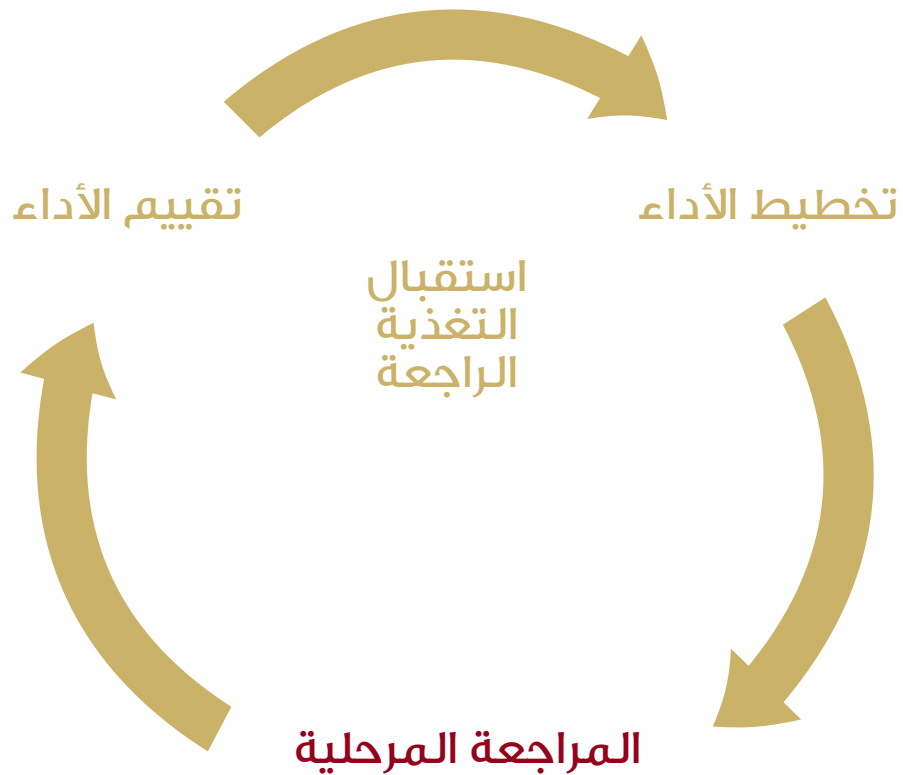 تخطيط الأداء
تقييم الأداء
استقبال
التغذية
الراجعة
المراجعة المرحلية